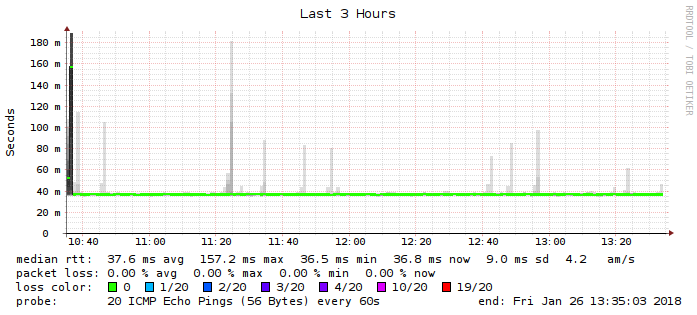 Last 3 Hours
RRDTOOL / TOBI OETIKER
Seconds
180 m
160 m
140 m
120 m
100 m
80 m
60 m
40 m
20 m
0
10:40 11:00 11:20 11:40 12:00 12:20 12:40 13:00 13:20
median rtt: 37.6 ms avg 157.2 ms max 36.5 ms min 36.8 ms now 9.0 ms sd 4.2 am/s
packet loss: 0.00 % avg 0.00 % max 0.00 % min 0.00 % now
loss color: 0 1/20 2/20 3/20 4/20 10/20 19/20
probe: 20 ICMP Echo Pings (56 Bytes) every 60s end: Fri Jan 26 13:35:03 2018